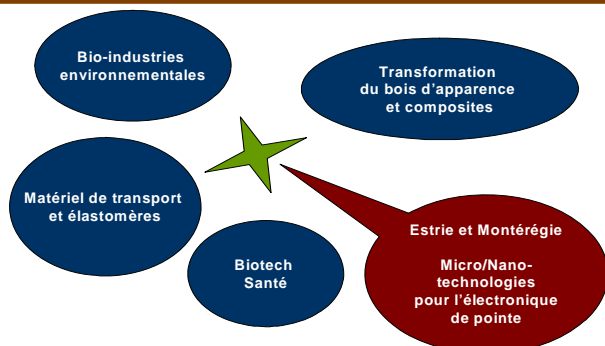 Bio-industries
environnementales
Transformation
du bois d'apparence
et composites
Matériel de transport
et élastomères
Biotech
Santé
Estrie et Montérégie
Micro/Nano-
technologies
pour l'électronique
de pointe